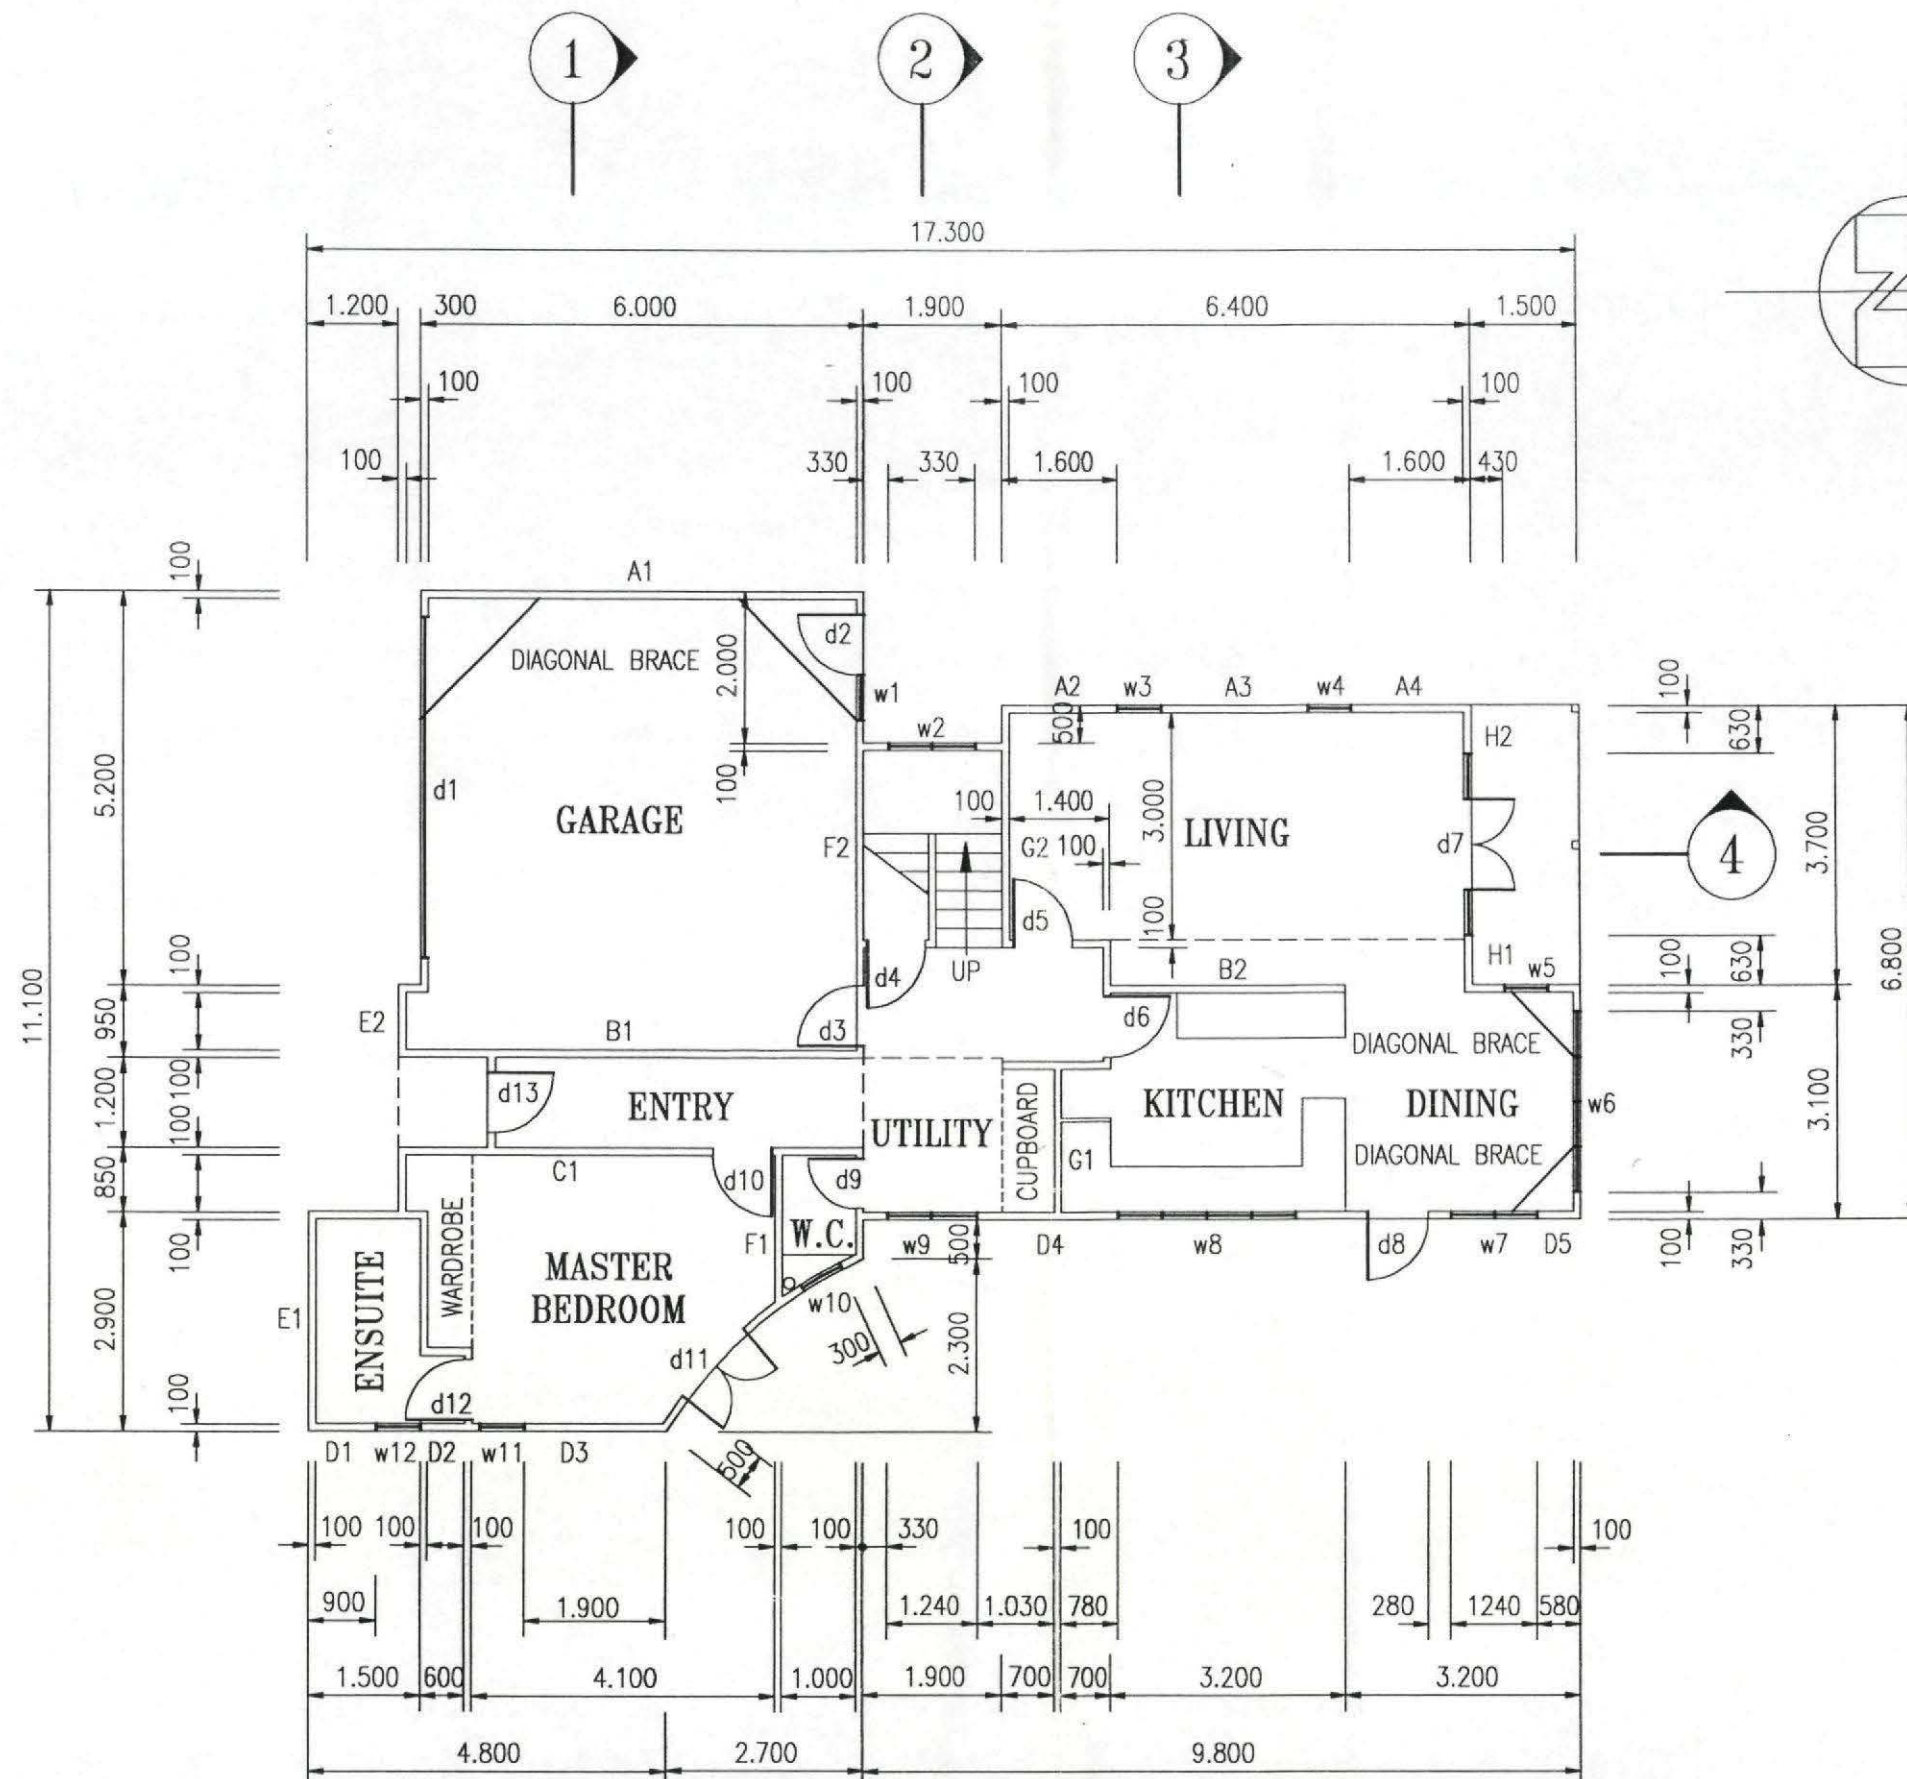 1 2 3
17.300
1.200 300 6.000 1.900 6.400 1.500
100 100 100 100
100 330 330 1.600 1.600 430
100
A1
d2
DIAGONAL BRACE 2.000
w1
A2 w3 A3 w4 A4
100
630
w2
500
H2
5.200
d1
100
GARAGE
F2
100 1.400
G2 100
3.000
LIVING
d7
4
3.700
100
d5
11.100
100
UP
d4
B2
H1
w5
100
630
6.800
950
E2
B1
d3
d6
DIAGONAL BRACE
330
1.200
100
100
d13
ENTRY
UTILITY
CUPBOARD
KITCHEN
DINING
w6
3.100
850
C1
d10
d9
G1
DIAGONAL BRACE
WARDROBE
W.C.
F1
w9
500
D4
w8
d8
w7
D5
100
330
100
2.900
E1
ENSUITE
MASTER
BEDROOM
w10
300
2.300
d11
100
d12
D1 w12 D2 w11 D3
500
100 100 100 100 100 330 100 100
900 1.900 1.240 1.030 780 280 1240 580
1.500 600 4.100 1.000 1.900 700 700 3.200 3.200
4.800 2.700 9.800